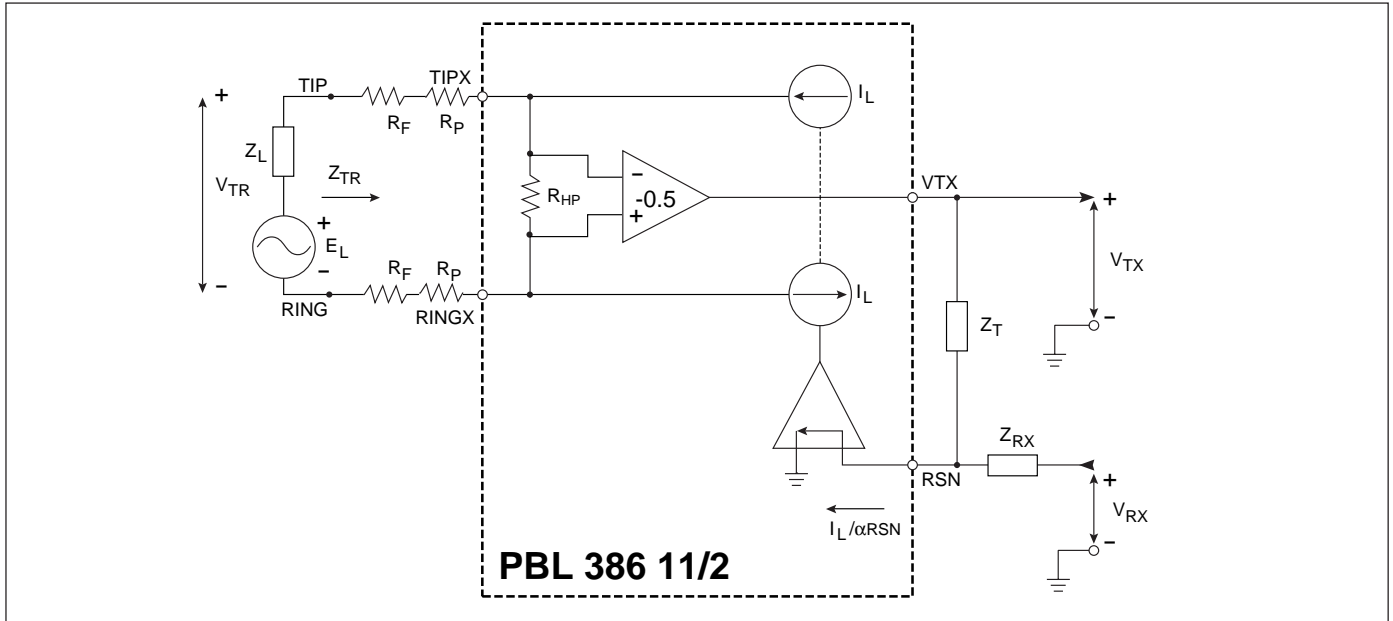 TIP
TIPX
+
R_F
R_P
I_L
Z_L
V_TR
Z_TR
R_HP
−
-0.5
+
VTX
+
+
E_L
−
V_TX
R_F
R_P
−
RING
RINGX
I_L
−
Z_T
Z_RX
RSN
+
V_RX
I_L/αRSN
−
PBL 386 11/2